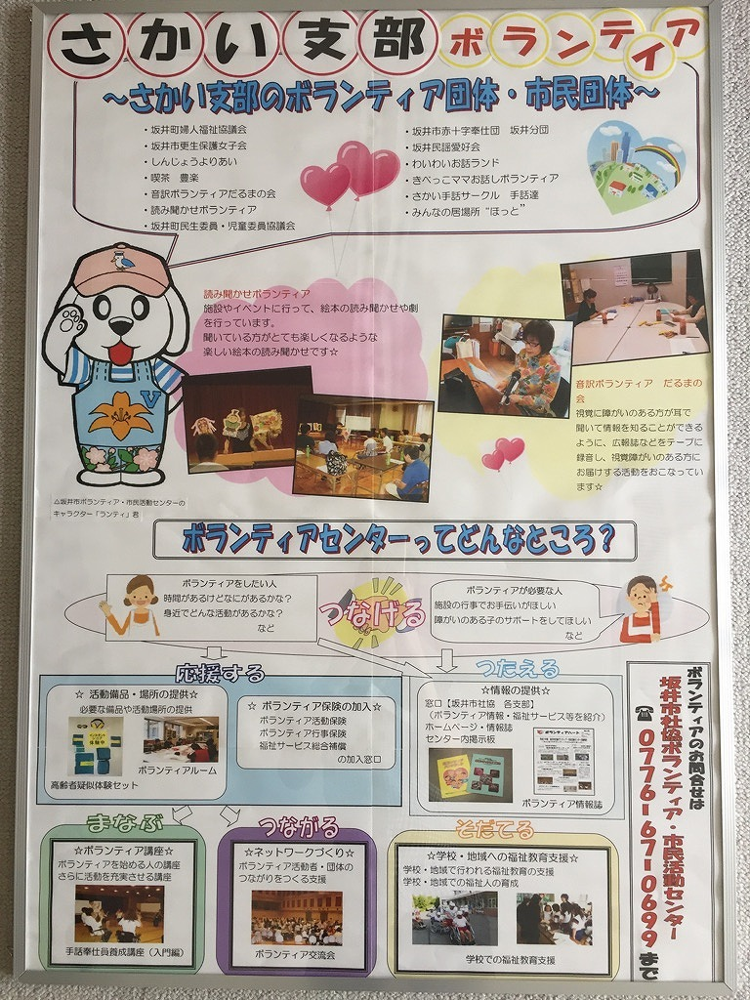 さかい支部ボランティア
～さかい支部のボランティア団体・市民団体～
・坂井町婦人福祉協議会
・坂井市更生保護女子会
・しんじょうよりあい
・喫茶　豊楽
・音訳ボランティアだるまの会
・読み聞かせボランティア
・坂井町民生委員・児童委員協議会
・坂井市赤十字奉仕団　坂井分団
・坂井民謡愛好会
・わいわいお話ランド
・きべっこママお話しボランティア
・さかい手話サークル　手話達
・みんなの居場所“ほっと”
読み聞かせボランティア
施設やイベントに行って、絵本の読み聞かせや劇
を行っています。
聞いている方がとても楽しくなるような
楽しい絵本の読み聞かせです☆
音訳ボランティア　だるまの
会
視覚に障がいのある方が耳で
聞いて情報を知ることができる
ように、広報誌などをテープに
録音し、視覚障がいのある方に
お届けする活動をおこなってい
ます☆
V
△坂井市ボランティア・市民活動センターの
キャラクター「ランティ」君
ボランティアセンターってどんなところ？
ボランティアをしたい人
時間があるけどなにがあるかな？
身近でどんな活動があるかな？
など
つなげる
ボランティアが必要な人
施設の行事でお手伝いがほしい
障がいのある子のサポートをしてほしい
など
応援する
☆ 活動備品・場所の提供☆
必要な備品や活動場所の提供
ボランティアルーム
高齢者疑似体験セット
☆ ボランティア保険の加入☆
ボランティア活動保険
ボランティア行事保険
福祉サービス総合補償
の加入窓口
つたえる
☆情報の提供☆
窓口【坂井市社協　各支部】
（ボランティア情報・福祉サービス等を紹介）
ホームページ・情報誌
センター内掲示板
ボランティアハート
ボランティア情報誌
まなぶ
☆ボランティア講座☆
ボランティアを始める人の講座
さらに活動を充実させる講座
手話奉仕員養成講座（入門編）
つながる
☆ネットワークづくり☆
ボランティア活動者・団体の
つながりをつくる支援
ボランティア交流会
そだてる
☆学校・地域への福祉教育支援☆
学校・地域で行われる福祉教育の支援
学校・地域での福祉人の育成
学校での福祉教育支援
ボランティアのお問合せは
坂井市社協ボランティア・市民活動センター
☎0776-67-0699まで